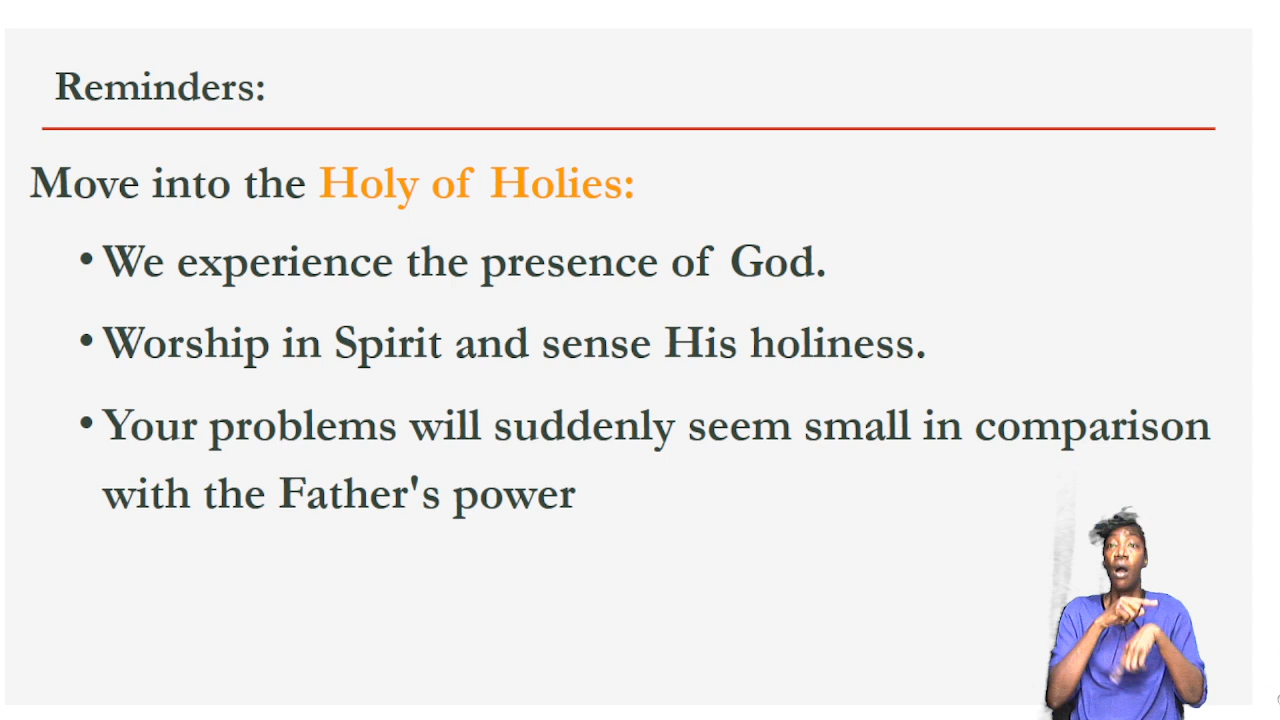 Reminders:
Move into the Holy of Holies:
• We experience the presence of God.
• Worship in Spirit and sense His holiness.
• Your problems will suddenly seem small in comparison
with the Father's power